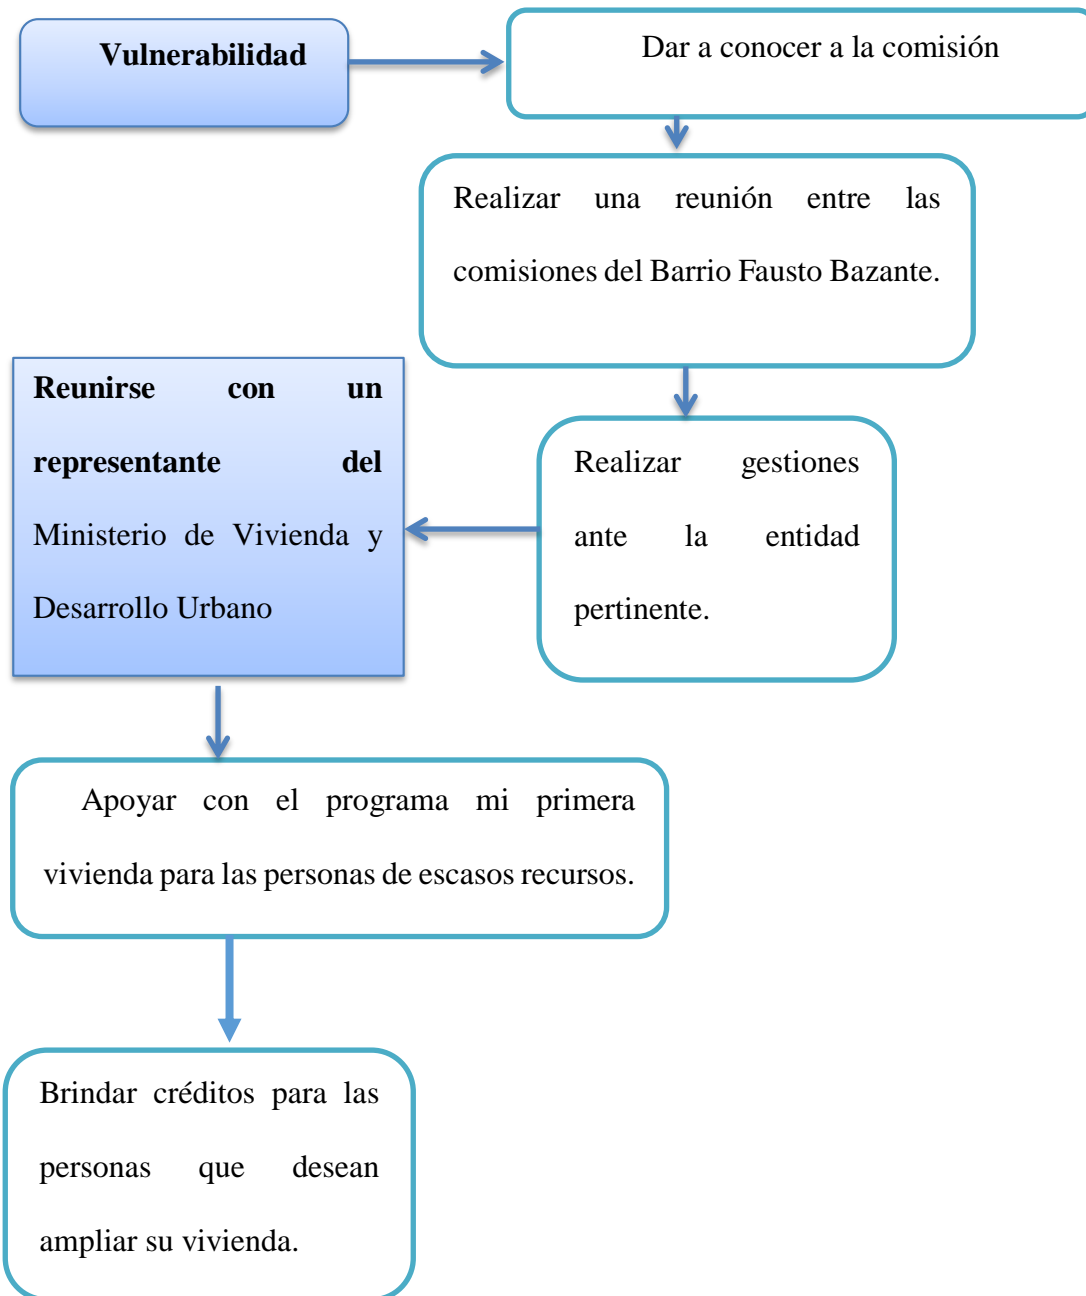 Vulnerabilidad
Dar a conocer a la comisión
Realizar una reunión entre las
comisiones del Barrio Fausto Bazante.
Realizar gestiones
ante la entidad
pertinente.
Reunirse con un
representante del
Ministerio de Vivienda y
Desarrollo Urbano
Apoyar con el programa mi primera
vivienda para las personas de escasos recursos.
Brindar créditos para las
personas que desean
ampliar su vivienda.